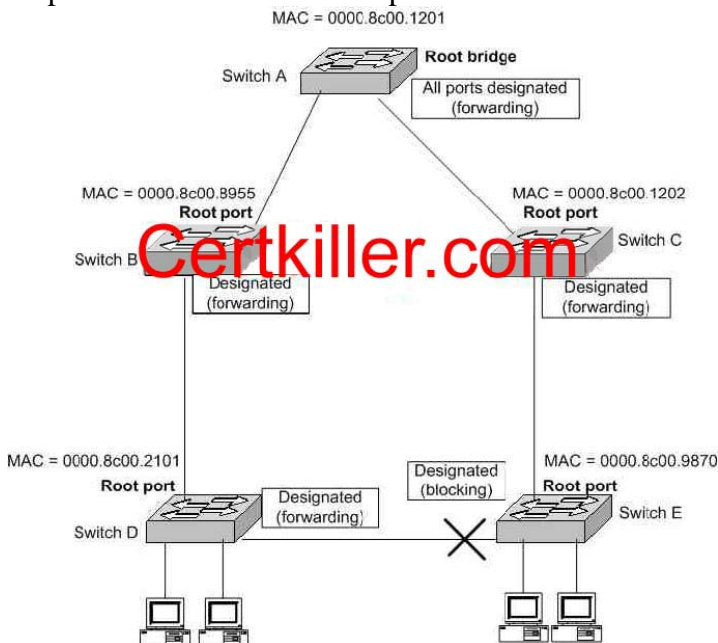 MAC = 0000.8c00.1201
Root bridge
Switch A
All ports designated
(forwarding)
MAC = 0000.8c00.8955
Root port
MAC = 0000.8c00.1202
Root port
Switch B
Certkiller.com
Switch C
Designated
(forwarding)
Designated
(forwarding)
MAC = 0000.8c00.2101
Root port
Designated
(blocking)
MAC = 0000.8c00.9870
Root port
Designated
(forwarding)
Switch D
Switch E